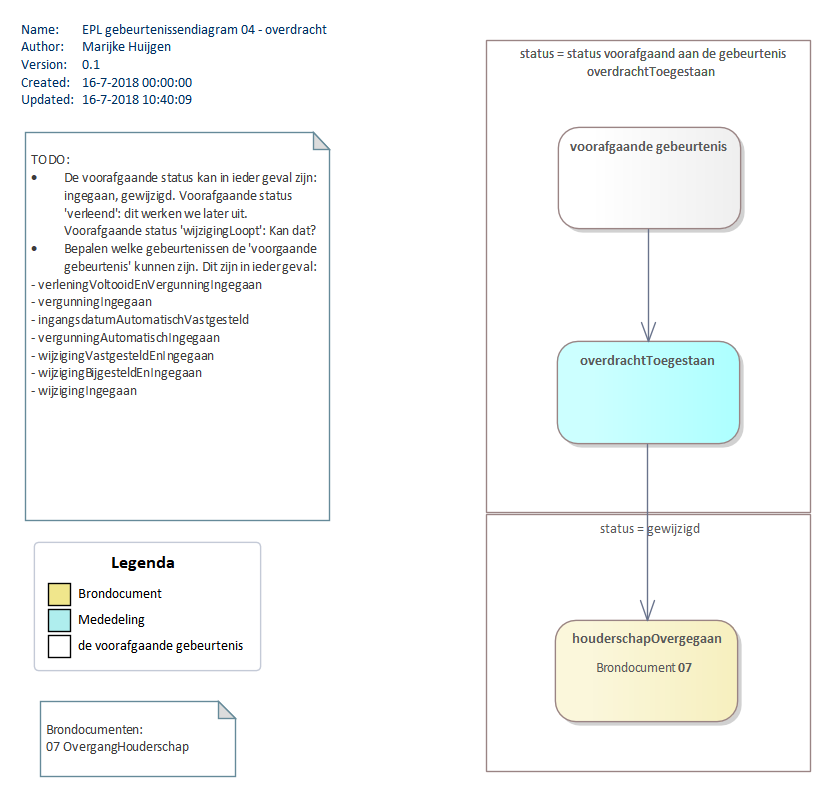 Name: EPL gebeurtenissendiagram 04 - overdracht
Author: Marijke Huijgen
Version: 0.1
Created: 16-7-2018 00:00:00
Updated: 16-7-2018 10:40:09
TO DO:
• De voorafgaande status kan in ieder geval zijn:
ingegaan, gewijzigd. Voorafgaande status
'verleend': dit werken we later uit.
Voorafgaande status 'wijzigingLoopt': Kan dat?
• Bepalen welke gebeurtenissen de 'voorgaande
gebeurtenis' kunnen zijn. Dit zijn in ieder geval:
- verleningVoltooidEnVergunningIngegaan
- vergunningIngegaan
- ingangsdatumAutomatischVastgesteld
- vergunningAutomatischIngegaan
- wijzigingVastgesteldEnIngegaan
- wijzigingBijgesteldEnIngegaan
- wijzigingIngegaan
Legenda
Brondocument
Mededeling
de voorafgaande gebeurtenis
Brondocumenten:
07 OvergangHouderschap
status = status voorafgaand aan de gebeurtenis
overdrachtToegestaan
voorafgaande gebeurtenis
overdrachtToegestaan
status = gewijzigd
houderschapOvergegaan
Brondocument 07